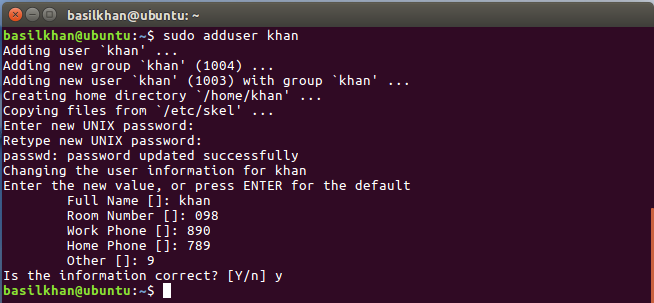 basilkhan@ubuntu: ~
basilkhan@ubuntu:~$ sudo adduser khan
Adding user `khan' ...
Adding new group `khan' (1004) ...
Adding new user `khan' (1003) with group `khan' ...
Creating home directory `/home/khan' ...
Copying files from `/etc/skel' ...
Enter new UNIX password:
Retype new UNIX password:
passwd: password updated successfully
Changing the user information for khan
Enter the new value, or press ENTER for the default
        Full Name []: khan
        Room Number []: 098
        Work Phone []: 890
        Home Phone []: 789
        Other []: 9
Is the information correct? [Y/n] y
basilkhan@ubuntu:~$